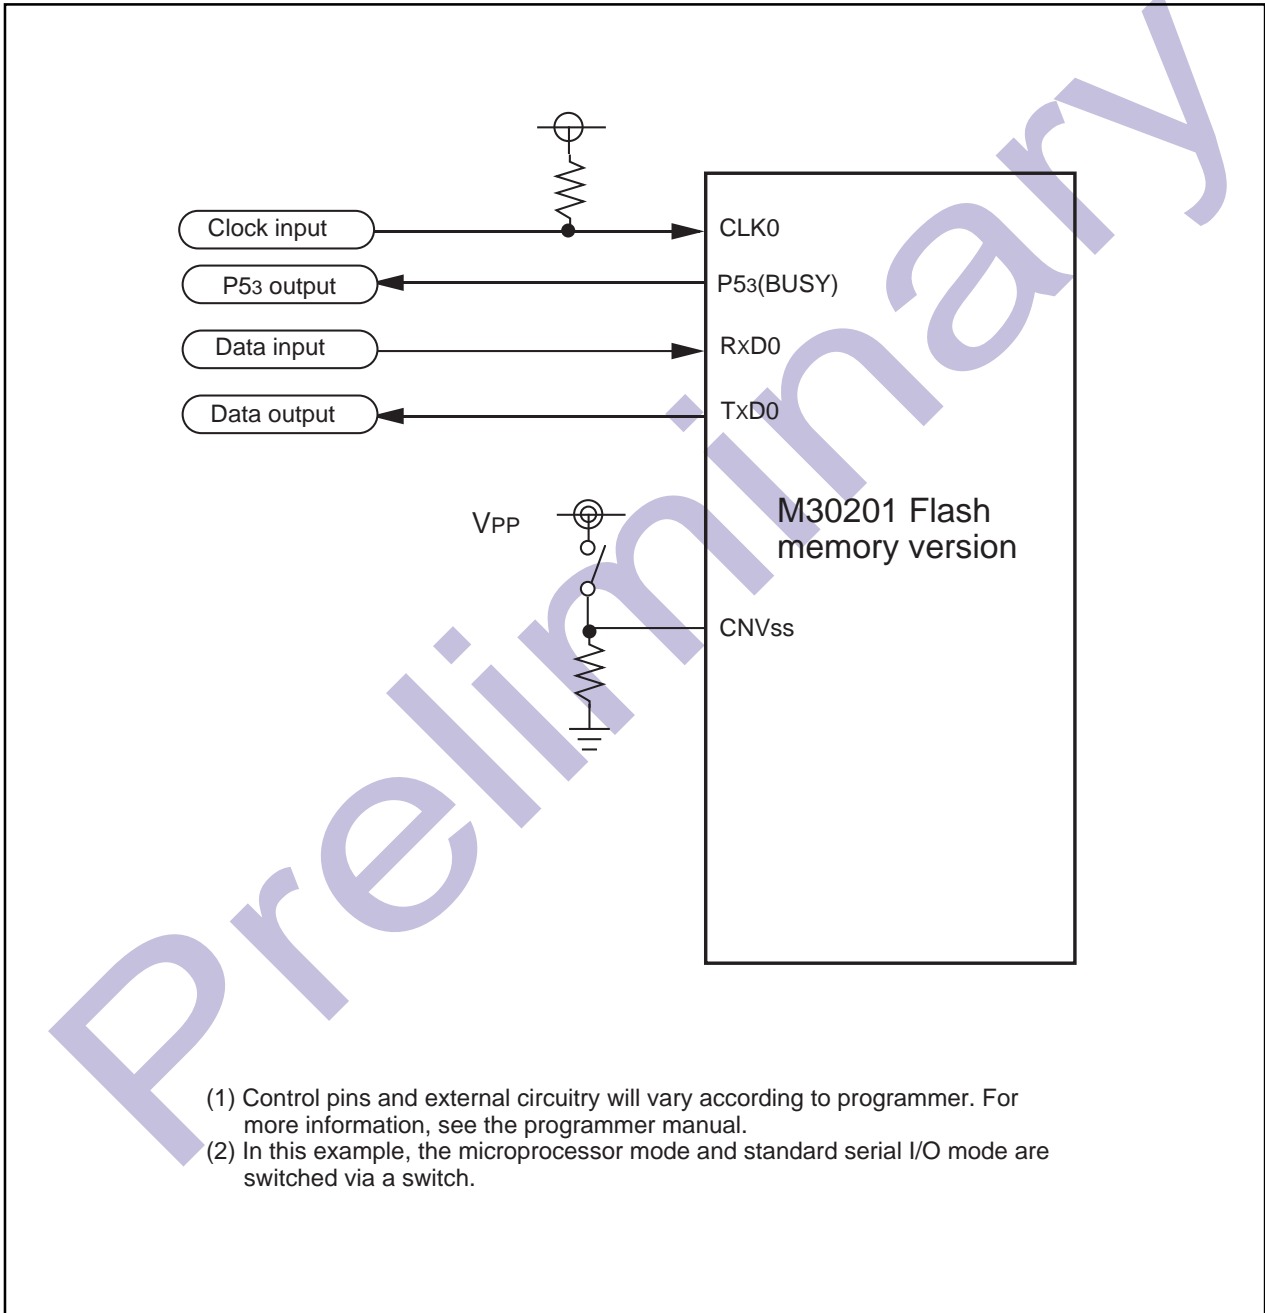 Clock input
CLK0
P53 output
P53(BUSY)
Data input
RXD0
Data output
TXD0
VPP
M30201 Flash
memory version
CNVss
Preliminary
(1) Control pins and external circuitry will vary according to programmer. For
more information, see the programmer manual.
(2) In this example, the microprocessor mode and standard serial I/O mode are
switched via a switch.